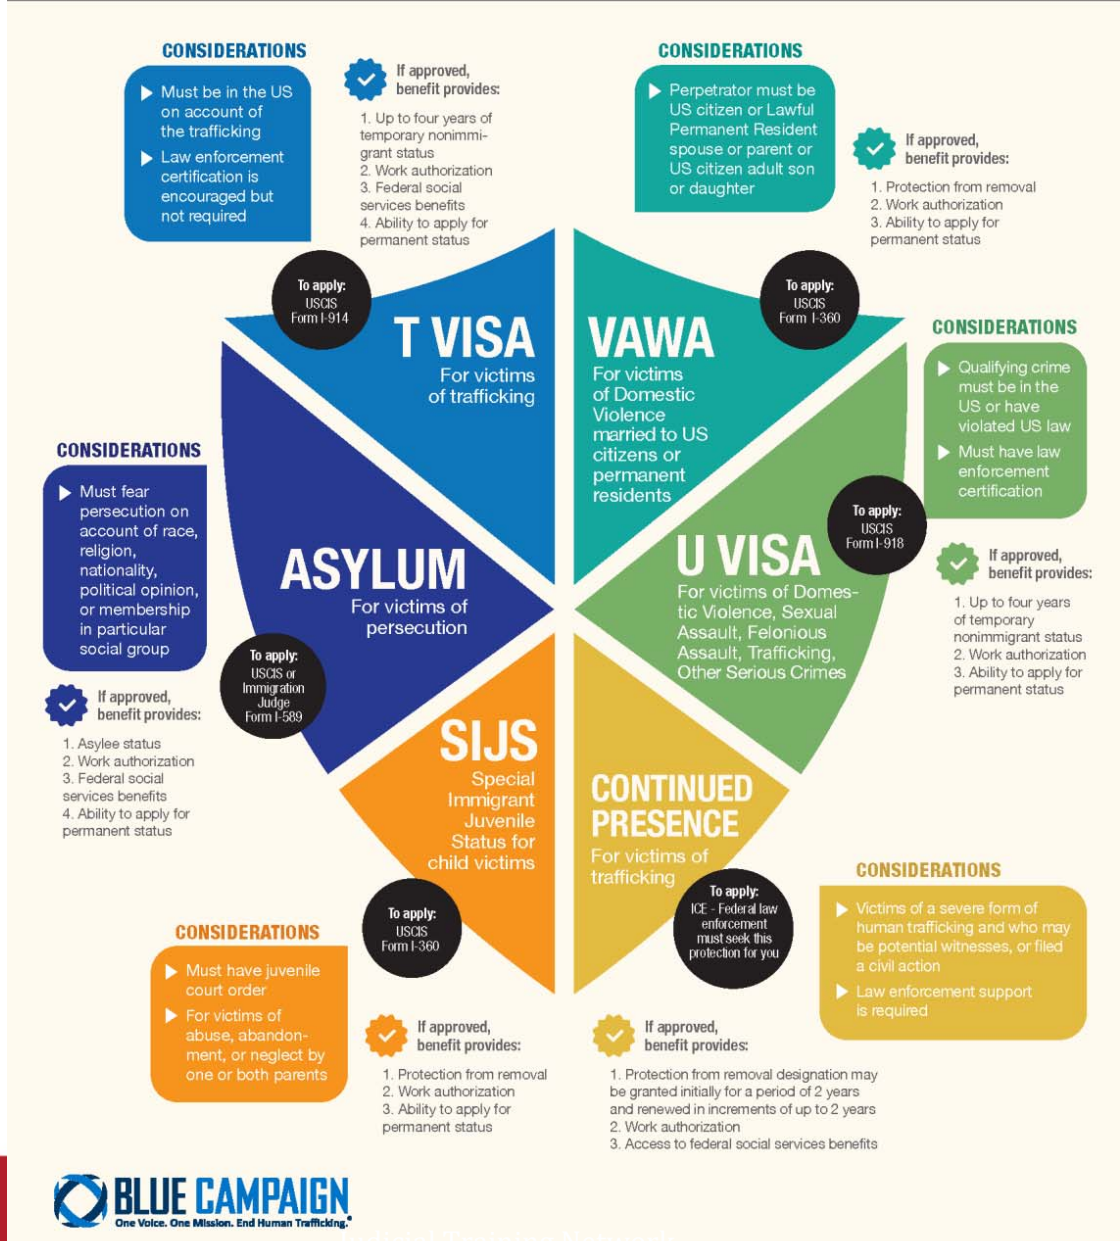 CONSIDERATIONS
Must be in the US
on account of
the trafficking
Law enforcement
certification is
encouraged but
not required
If approved,
benefit provides:
1. Up to four years of
temporary nonimmi-
grant status
2. Work authorization
3. Federal social
services benefits
4. Ability to apply for
permanent status
To apply:
USCIS
Form I-914
T VISA
For victims
of trafficking
CONSIDERATIONS
Perpetrator must be
US citizen or Lawful
Permanent Resident
spouse or parent or
US citizen adult son
or daughter
If approved,
benefit provides:
1. Protection from removal
2. Work authorization
3. Ability to apply for
permanent status
To apply:
USCIS
Form I-360
VAWA
For victims
of Domestic
Violence
married to US
citizens or
permanent
residents
CONSIDERATIONS
Qualifying crime
must be in the
US or have
violated US law
Must have law
enforcement
certification
To apply:
USCIS
Form I-918
U VISA
For victims of Domes-
tic Violence, Sexual
Assault, Felonious
Assault, Trafficking,
Other Serious Crimes
If approved,
benefit provides:
1. Up to four years
of temporary
nonimmigrant status
2. Work authorization
3. Ability to apply for
permanent status
CONSIDERATIONS
Must fear
persecution on
account of race,
religion,
nationality,
political opinion,
or membership
in particular
social group
ASYLUM
For victims of
persecution
To apply:
USCIS or
Immigration
Judge
Form I-589
If approved,
benefit provides:
1. Asylee status
2. Work authorization
3. Federal social
services benefits
4. Ability to apply for
permanent status
SIJS
Special
Immigrant
Juvenile
Status for
child victims
To apply:
USCIS
Form I-360
CONSIDERATIONS
Must have juvenile
court order
For victims of
abuse, abandon-
ment, or neglect by
one or both parents
If approved,
benefit provides:
1. Protection from removal
2. Work authorization
3. Ability to apply for
permanent status
CONTINUED
PRESENCE
For victims of
trafficking
To apply:
ICE - Federal law
enforcement
must seek this
protection for you
CONSIDERATIONS
Victims of a severe form of
human trafficking and who may
be potential witnesses, or filed
a civil action
Law enforcement support
is required
If approved,
benefit provides:
1. Protection from removal designation may
be granted initially for a period of 2 years
and renewed in increments of up to 2 years
2. Work authorization
3. Access to federal social services benefits
BLUE CAMPAIGN
One Voice. One Mission. End Human Trafficking.®